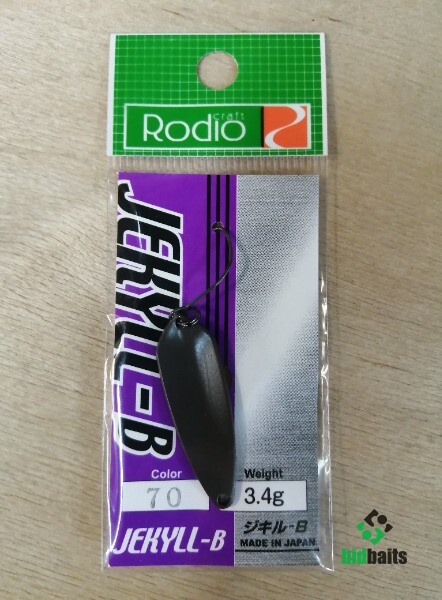 craft
Rodio
JEKYLL-B
Color
70
Weight
3.4g
JEKYLL-B
ジキル-B
MADE IN JAPAN
bidbaits